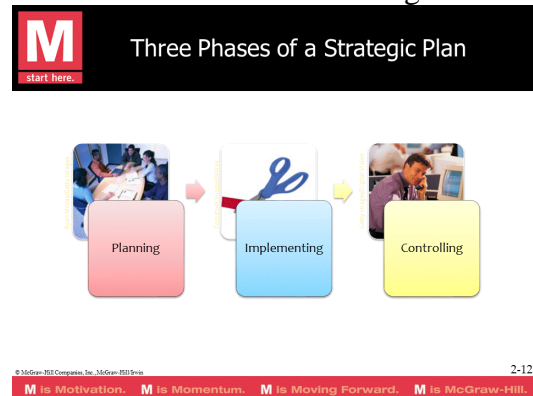 M
start here.
Three Phases of a Strategic Plan
Planning
Implementing
Controlling
© McGraw-Hill Companies, Inc., McGraw-Hill/Irwin
2-12
M is Motivation. M is Momentum. M is Moving Forward. M is McGraw-Hill.